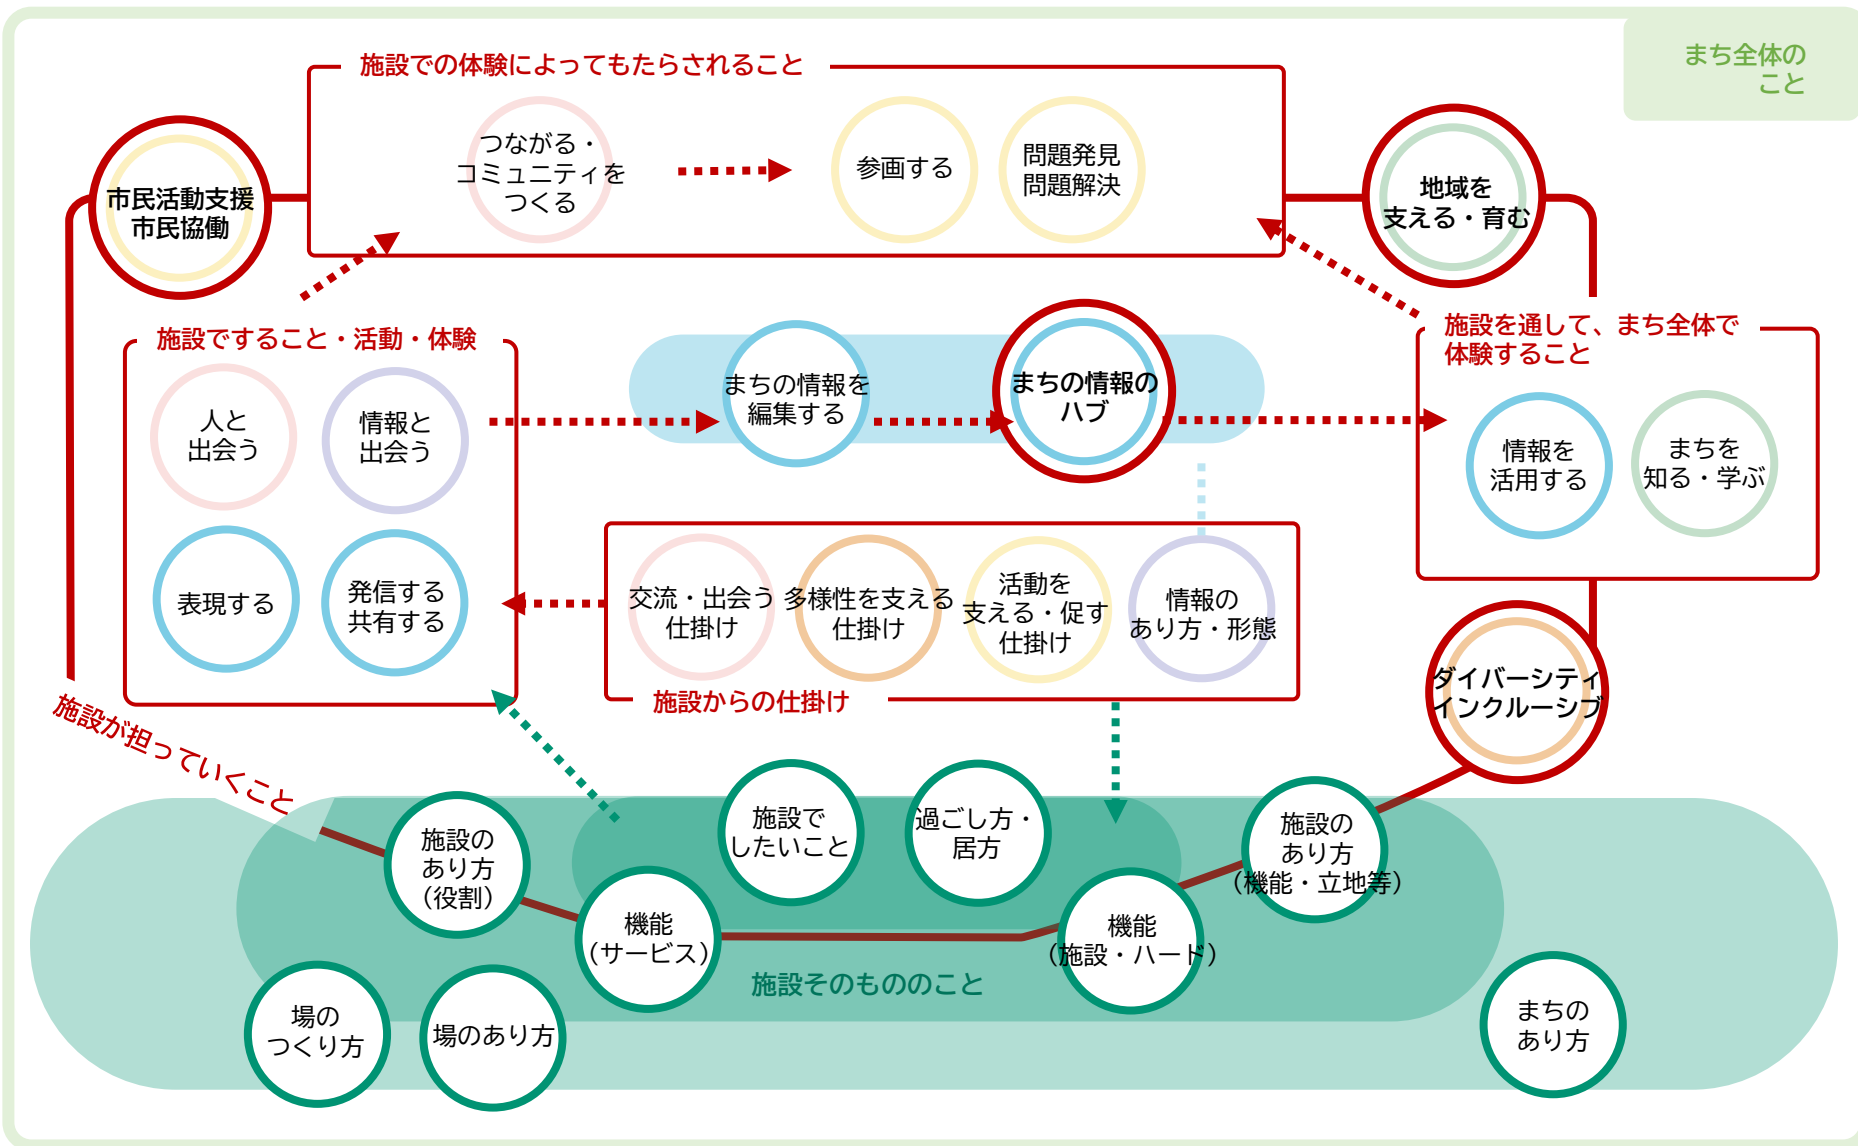 まち全体の
こと
施設での体験によってもたらされること
つながる・
コミュニティを
つくる
参画する
問題発見
問題解決
市民活動支援
市民協働
地域を
支える・育む
施設ですること・活動・体験
人と
出会う
情報と
出会う
表現する
発信する
共有する
まちの情報を
編集する
まちの情報の
ハブ
施設を通して、まち全体で
体験すること
情報を
活用する
まちを
知る・学ぶ
交流・出会う
仕掛け
多様性を支える
仕掛け
活動を
支える・促す
仕掛け
情報の
あり方・形態
施設からの仕掛け
ダイバーシティ
インクルーシブ
施設が担っていくこと
施設の
あり方
（役割）
機能
（サービス）
施設で
したいこと
過ごし方・
居方
機能
（施設・ハード）
施設の
あり方
（機能・立地等）
施設そのもののこと
場の
つくり方
場のあり方
まちの
あり方